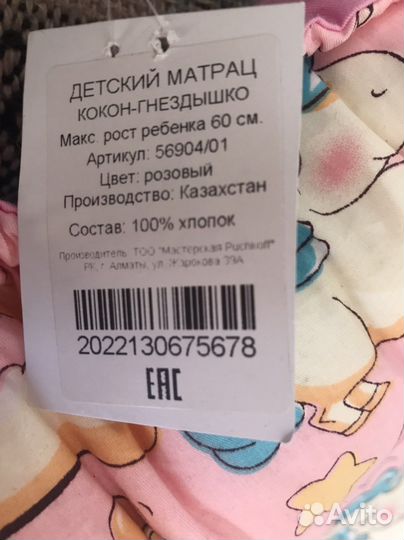 ДЕТСКИЙ МАТРАЦ
КОКОН-ГНЕЗДЫШКО
Макс. рост ребенка 60 см.
Артикул: 56904/01
Цвет: розовый
Производство: Казахстан
Состав: 100% хлопок
Производитель: ТОО "Мастерская Puchkoff"
РК, г. Алматы, ул. Жарокова 39А
2022130675678
EAC
Avito